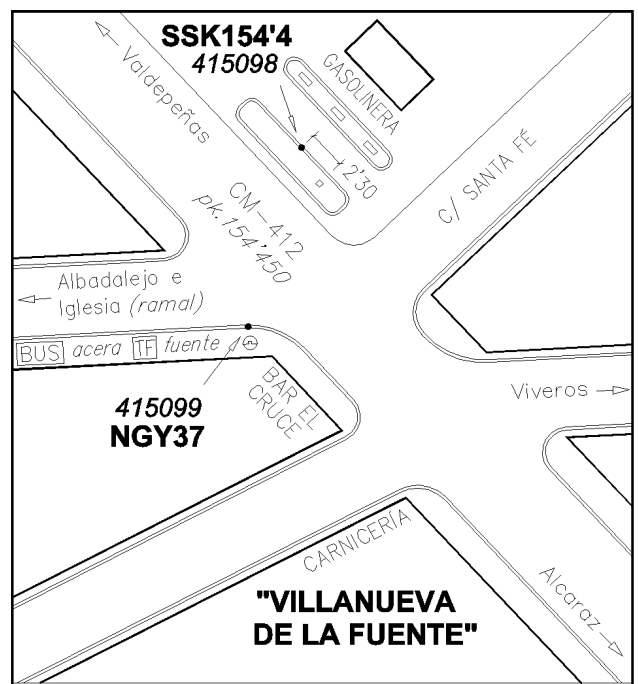 SSK154'4
415098
Valdepeñas
GASOLINERA
2'30
C/ SANTA FÉ
CM-412
pk.154'450
Albadalejo e
Iglesia (ramal)
BUS acera TF fuente
415099
NGY37
BAR EL
CRUCE
Viveros
CARNICERÍA
Alcaraz
"VILLANUEVA
DE LA FUENTE"